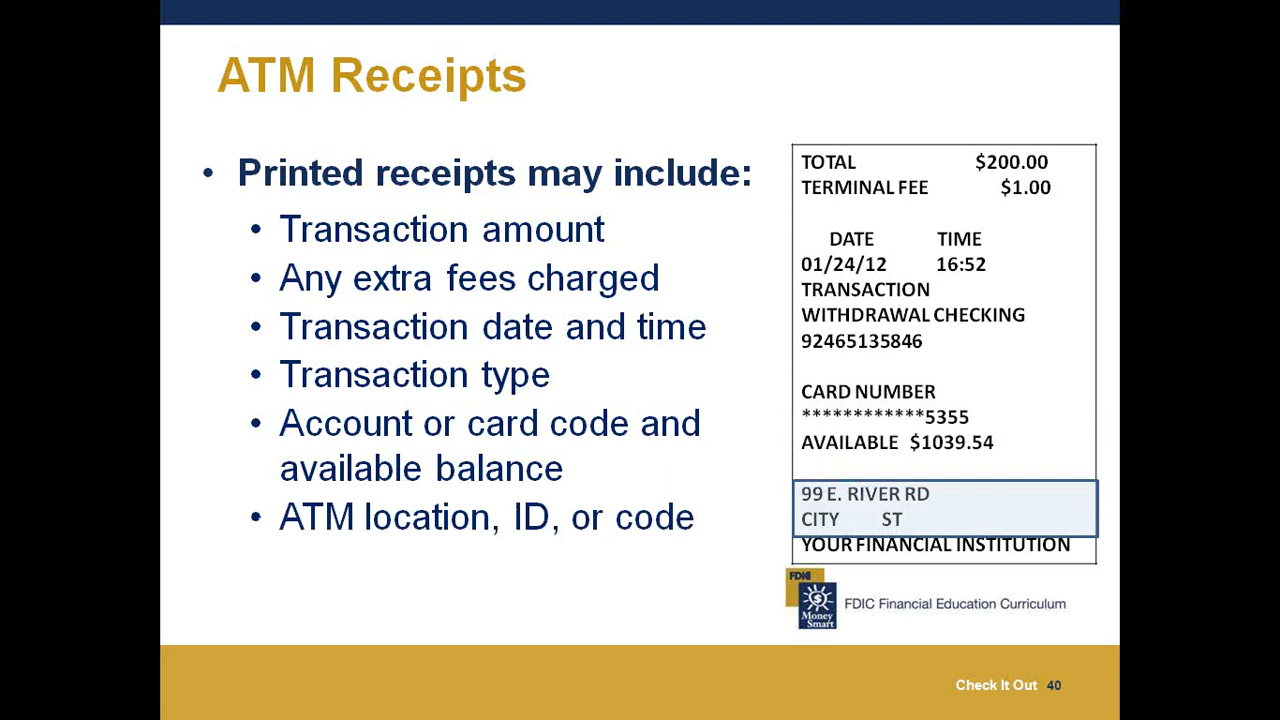 ATM Receipts
• Printed receipts may include:
• Transaction amount
• Any extra fees charged
• Transaction date and time
• Transaction type
• Account or card code and
available balance
• ATM location, ID, or code
TOTAL $200.00
TERMINAL FEE $1.00
DATE TIME
01/24/12 16:52
TRANSACTION
WITHDRAWAL CHECKING
92465135846
CARD NUMBER
************5355
AVAILABLE $1039.54
99 E. RIVER RD
CITY ST
YOUR FINANCIAL INSTITUTION
FDIC
Money
Smart
FDIC Financial Education Curriculum
Check It Out 40